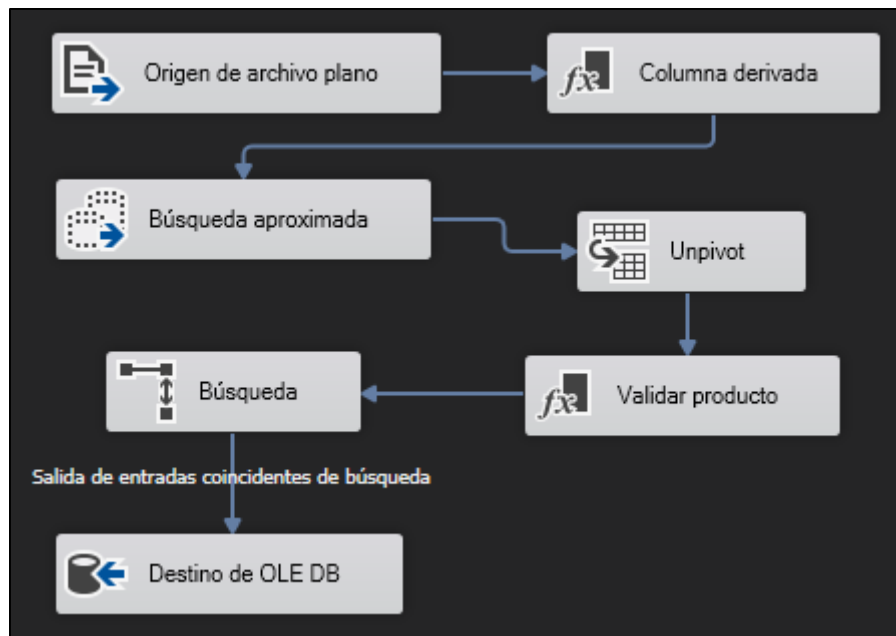 Origen de archivo plano
Columna derivada
Búsqueda aproximada
Unpivot
Validar producto
Búsqueda
Salida de entradas coincidentes de búsqueda
Destino de OLE DB